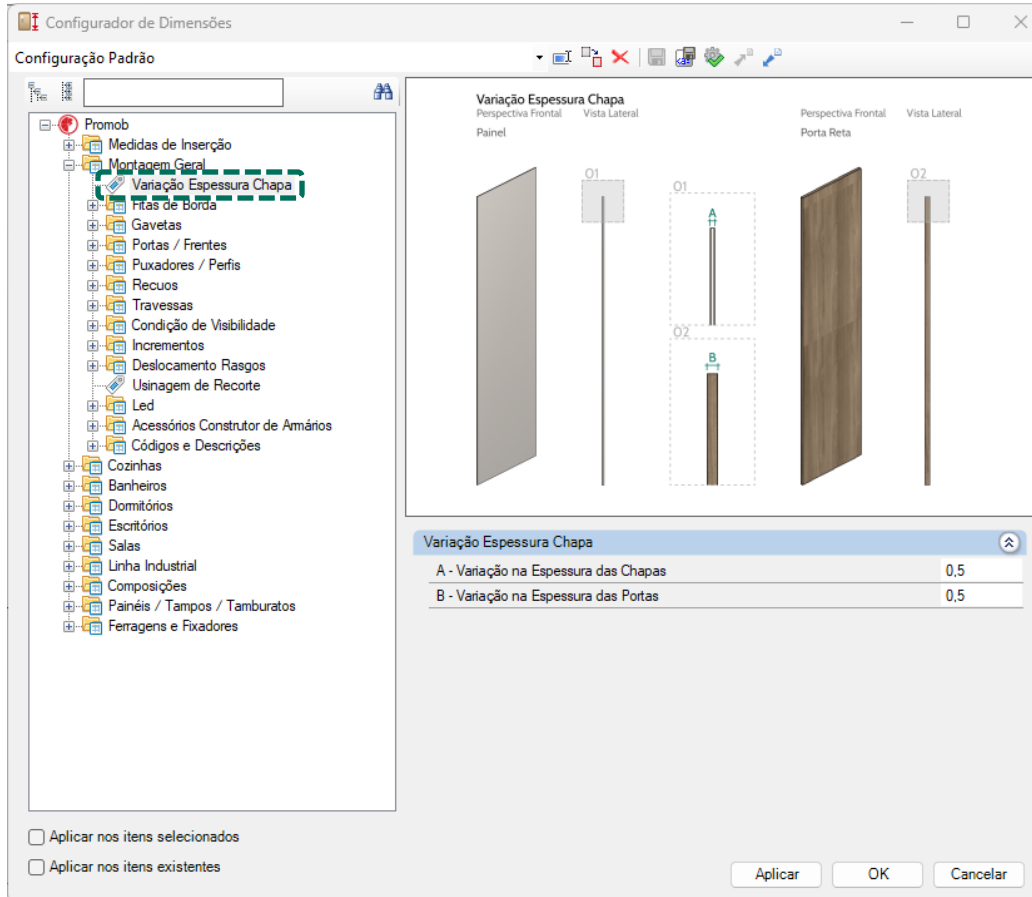 Configurador de Dimensões
Configuração Padrão
Promob
Medidas de Inserção
Montagem Geral
Variação Espessura Chapa
Fitas de Borda
Gavetas
Portas / Frentes
Puxadores / Perfis
Recuos
Travessas
Condição de Visibilidade
Incrementos
Deslocamento Rasgos
Usinagem de Recorte
Led
Acessórios Construtor de Armários
Códigos e Descrições
Cozinhas
Banheiros
Dormitórios
Escritórios
Salas
Linha Industrial
Composições
Painéis / Tampos / Tamburatos
Ferragens e Fixadores
Aplicar nos itens selecionados
Aplicar nos itens existentes
Variação Espessura Chapa
Perspectiva Frontal Vista Lateral Perspectiva Frontal Vista Lateral
Painel Porta Reta
01 02
01
A
02
B
Variação Espessura Chapa
A - Variação na Espessura das Chapas 0,5
B - Variação na Espessura das Portas 0,5
Aplicar OK Cancelar